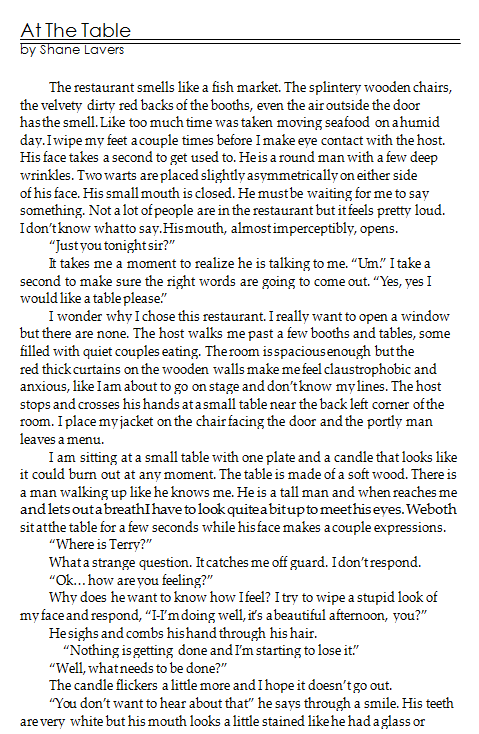 At The Table
by Shane Lavers
The restaurant smells like a fish market. The splintery wooden chairs,
the velvety dirty red backs of the booths, even the air outside the door
has the smell. Like too much time was taken moving seafood on a humid
day. I wipe my feet a couple times before I make eye contact with the host.
His face takes a second to get used to. He is a round man with a few deep
wrinkles. Two warts are placed slightly asymmetrically on either side
of his face. His small mouth is closed. He must be waiting for me to say
something. Not a lot of people are in the restaurant but it feels pretty loud.
I don't know what to say. His mouth, almost imperceptibly, opens.
“Just you tonight sir?”
It takes me a moment to realize he is talking to me. “Um.” I take a
second to make sure the right words are going to come out. “Yes, yes I
would like a table please.”
I wonder why I chose this restaurant. I really want to open a window
but there are none. The host walks me past a few booths and tables, some
filled with quiet couples eating. The room is spacious enough but the
red thick curtains on the wooden walls make me feel claustrophobic and
anxious, like I am about to go on stage and don't know my lines. The host
stops and crosses his hands at a small table near the back left corner of the
room. I place my jacket on the chair facing the door and the portly man
leaves a menu.
I am sitting at a small table with one plate and a candle that looks like
it could burn out at any moment. The table is made of a soft wood. There is
a man walking up like he knows me. He is a tall man and when reaches me
and lets out a breath I have to look quite a bit up to meet his eyes. We both
sit at the table for a few seconds while his face makes a couple expressions.
“Where is Terry?”
What a strange question. It catches me off guard. I don't respond.
“Ok… how are you feeling?”
Why does he want to know how I feel? I try to wipe a stupid look of
my face and respond, “I-I'm doing well, it's a beautiful afternoon, you?”
He sighs and combs his hand through his hair.
“Nothing is getting done and I'm starting to lose it.”
“Well, what needs to be done?”
The candle flickers a little more and I hope it doesn't go out.
“You don't want to hear about that” he says through a smile. His teeth
are very white but his mouth looks a little stained like he had a glass or